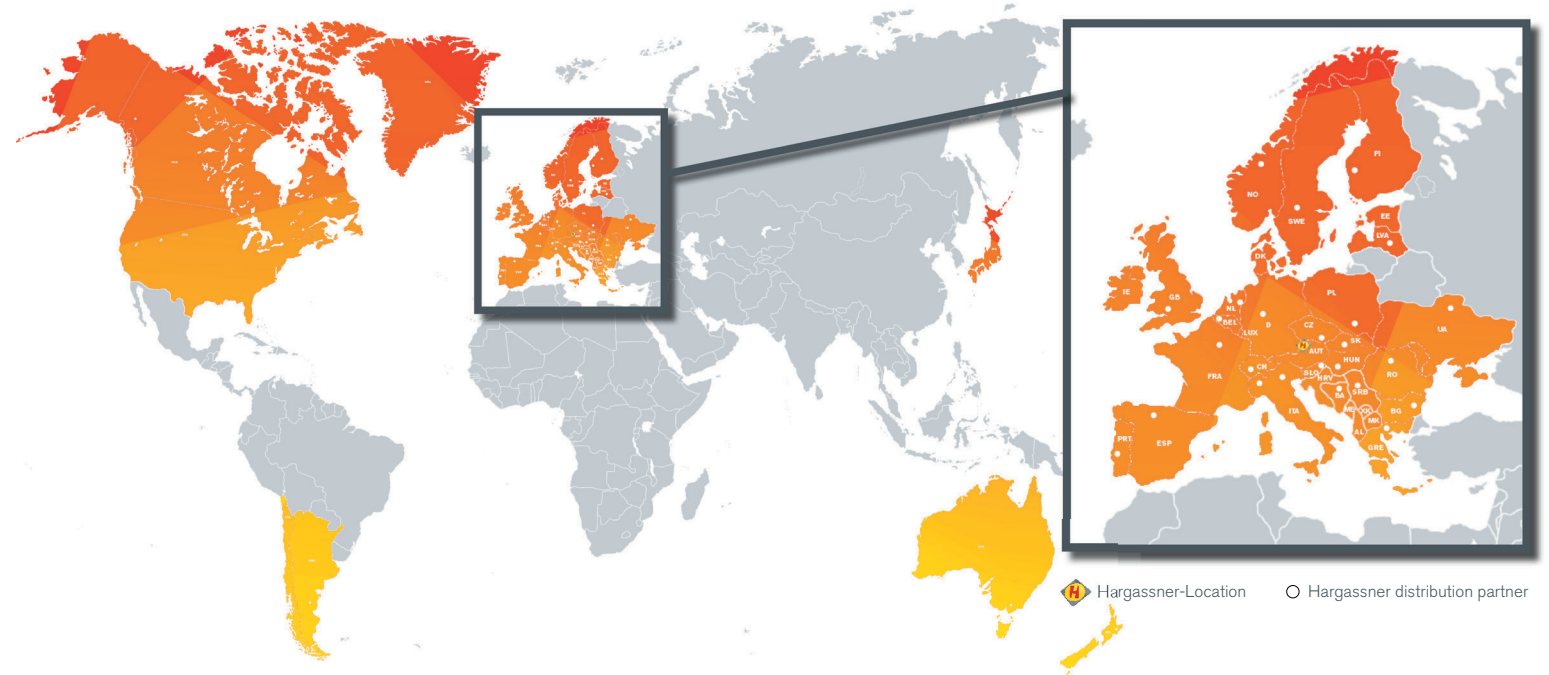 FI
NO
SWE
EE
LVA
DK
IE
GB
PL
NL
BEL
D
LUX
CZ
UA
SK
AUT
HUN
CH
SLO
HRV
RO
FRA
BA
SRB
ITA
XK
BG
MK
AL
PRT
ESP
GRE
H
Hargassner-Location
Hargassner distribution partner